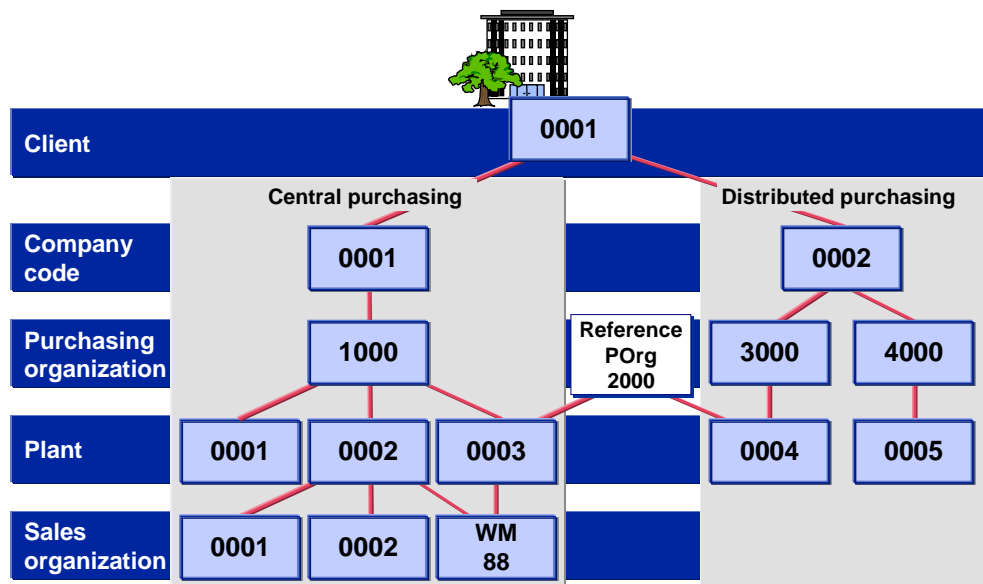 0001
Client
Central purchasing
Distributed purchasing
Company
code
0001
0002
Purchasing
organization
1000
Reference
POrg
2000
3000
4000
Plant
0001
0002
0003
0004
0005
Sales
organization
0001
0002
WM
88